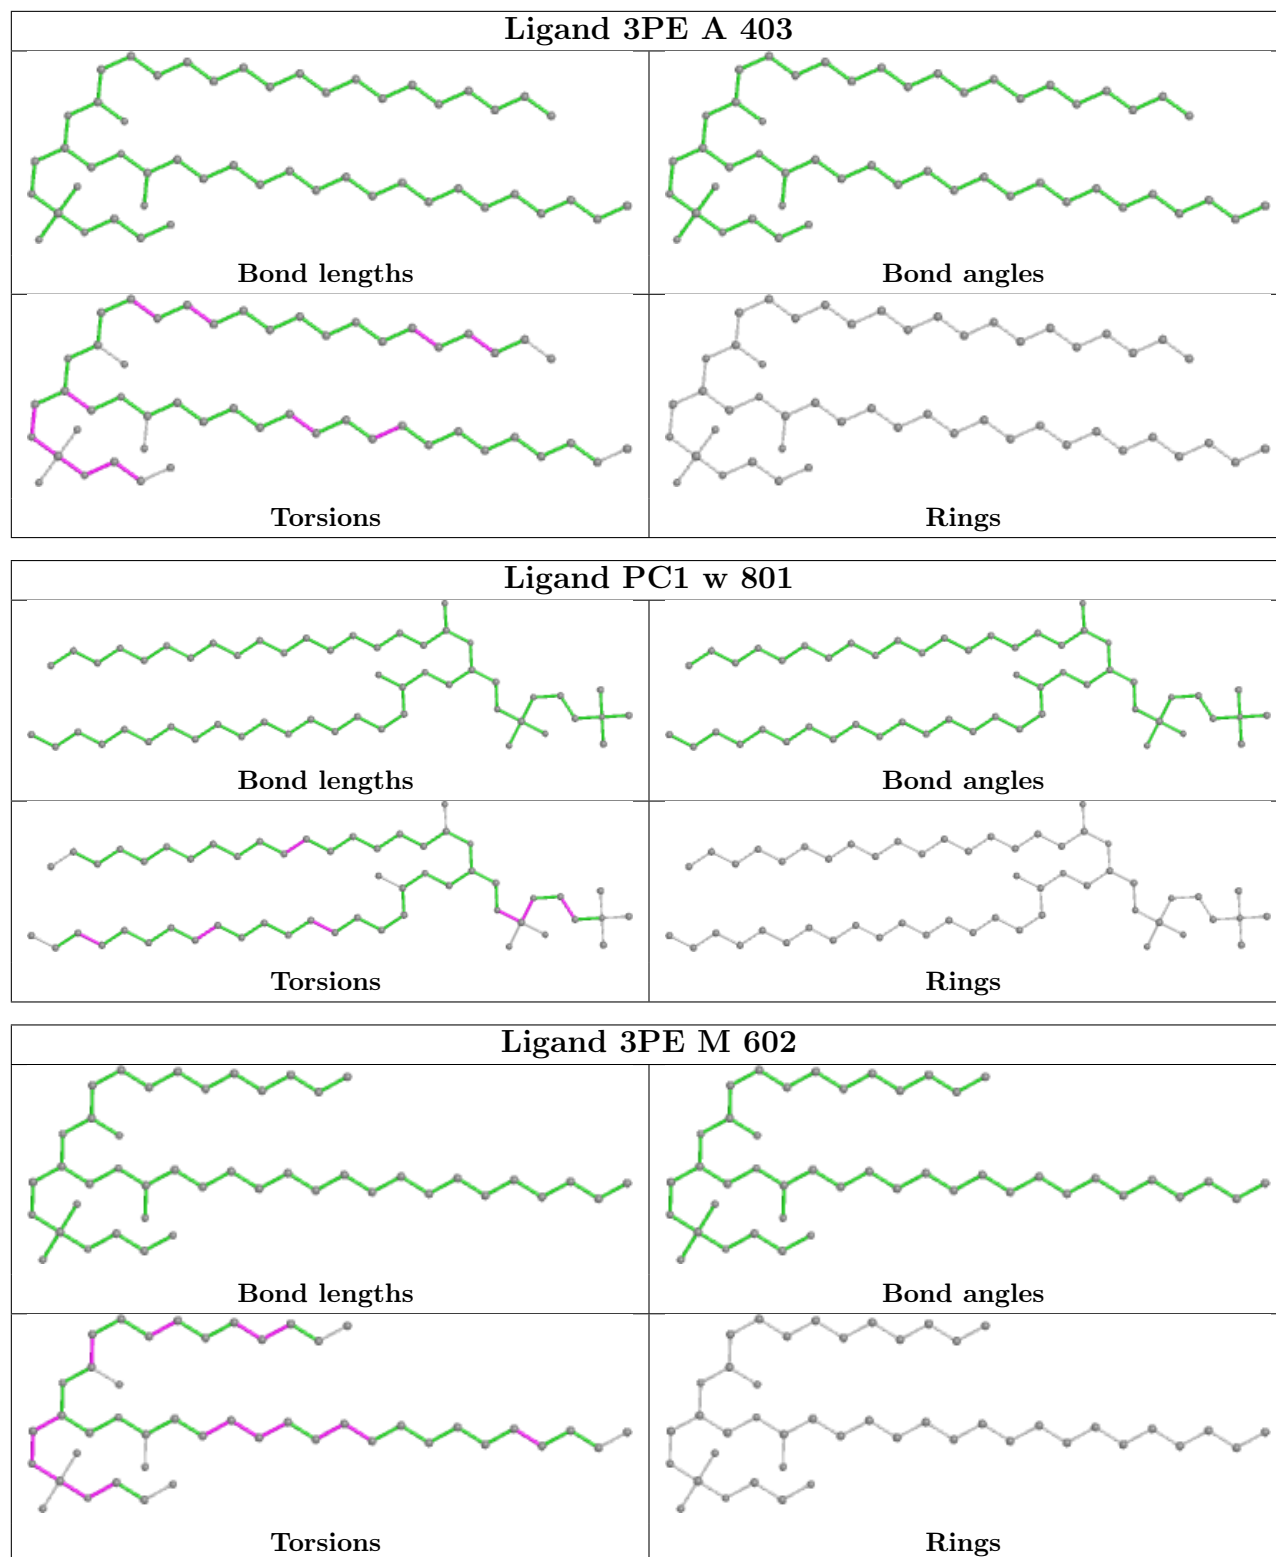 Ligand 3PE A 403
Bond lengths
Bond angles
Torsions
Rings
Ligand PC1 w 801
Bond lengths
Bond angles
Torsions
Rings
Ligand 3PE M 602
Bond lengths
Bond angles
Torsions
Rings